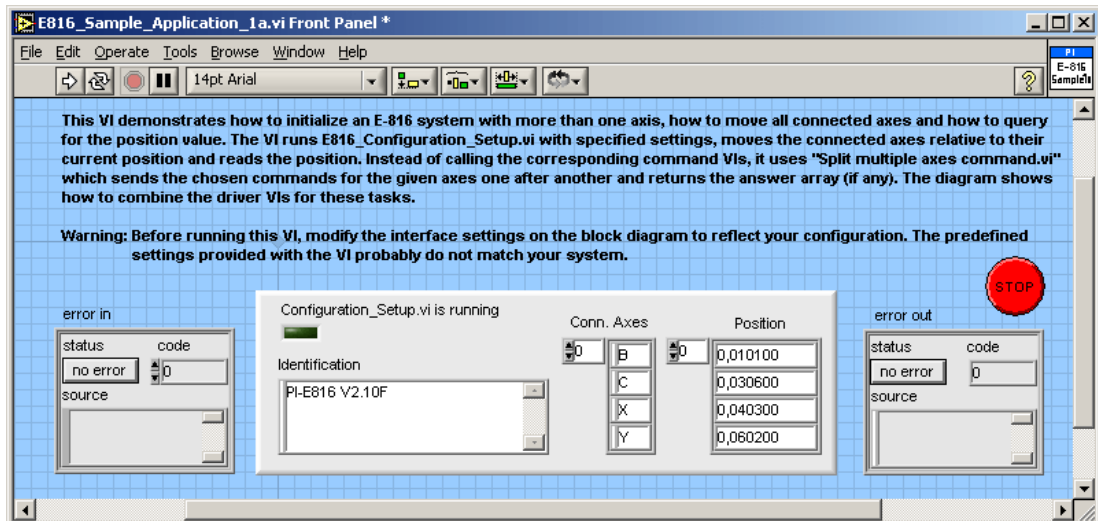 E816_Sample_Application_1a.vi Front Panel *
File Edit Operate Tools Browse Window Help
14pt Arial
PI
E-816
Sample1a
This VI demonstrates how to initialize an E-816 system with more than one axis, how to move all connected axes and how to query
for the position value. The VI runs E816_Configuration_Setup.vi with specified settings, moves the connected axes relative to their
current position and reads the position. Instead of calling the corresponding command VIs, it uses "Split multiple axes command.vi"
which sends the chosen commands for the given axes one after another and returns the answer array (if any). The diagram shows
how to combine the driver VIs for these tasks.
Warning: Before running this VI, modify the interface settings on the block diagram to reflect your configuration. The predefined
settings provided with the VI probably do not match your system.
STOP
error in
status code
no error 0
source
Configuration_Setup.vi is running
Identification
PI-E816 V2.10F
Conn. Axes
0 B
C
X
Y
Position
0 0,010100
0,030600
0,040300
0,060200
error out
status code
no error 0
source